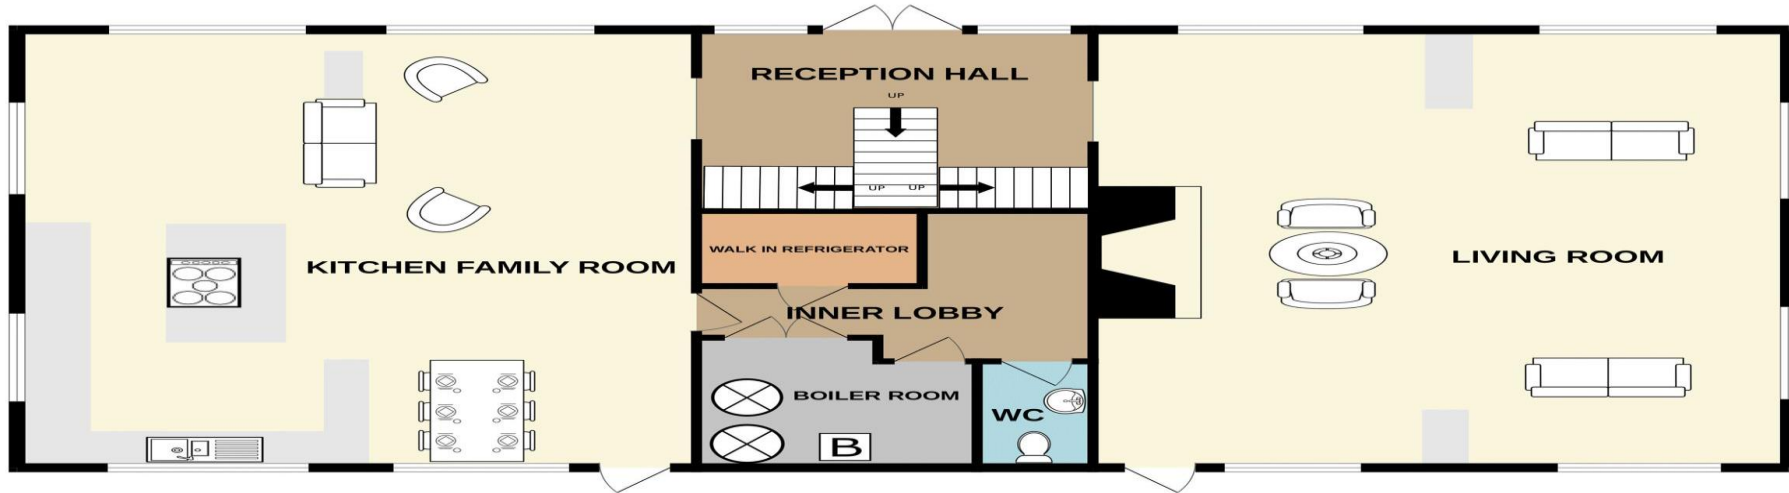 RECEPTION HALL
UP
UP UP
WALK IN REFRIGERATOR
KITCHEN FAMILY ROOM
LIVING ROOM
INNER LOBBY
BOILER ROOM
WC
B